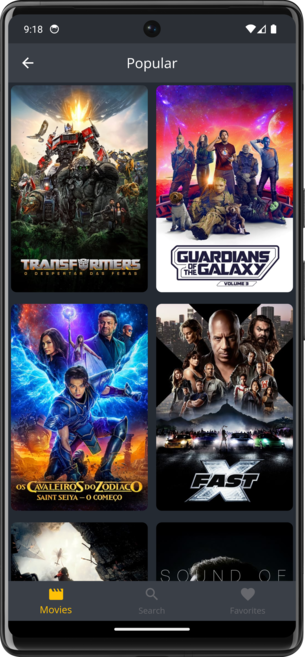 9:18
Popular
TRANSFORMERS
O DESPERTAR DAS FERAS
GUARDIANS
OF THE GALAXY
VOLUME 3
OS CAVALEIROS DO ZODÍACO
SAINT SEIYA – O COMEÇO
FAST X
SOUND OF
Movies
Search
Favorites